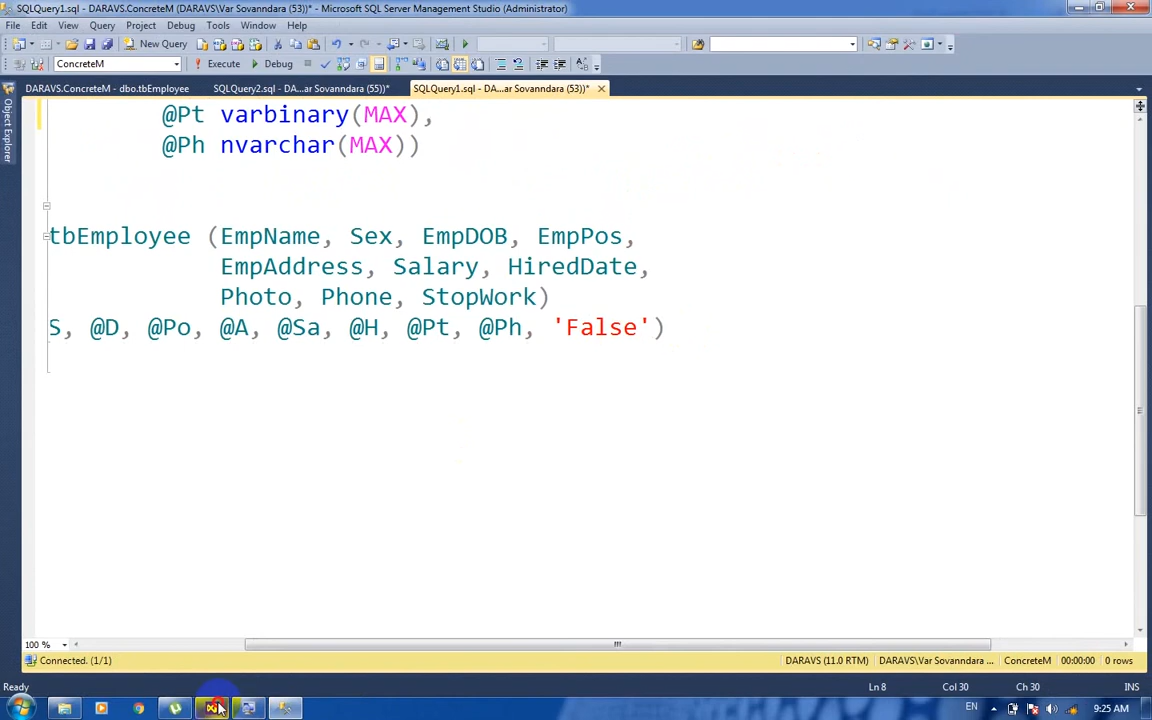 SQLQuery1.sql - DARAVS.ConcreteM (DARAVS\Var Sovanndara (53))* - Microsoft SQL Server Management Studio (Administrator)
File Edit View Query Project Debug Tools Window Help
New Query
ConcreteM Execute Debug
DARAVS.ConcreteM - dbo.tbEmployee SQLQuery2.sql - DA...ar Sovanndara (55))* SQLQuery1.sql - DA...ar Sovanndara (53))*
Object Explorer
@Pt varbinary(MAX),
@Ph nvarchar(MAX))
tbEmployee (EmpName, Sex, EmpDOB, EmpPos,
EmpAddress, Salary, HiredDate,
Photo, Phone, StopWork)
S, @D, @Po, @A, @Sa, @H, @Pt, @Ph, 'False')
100 %
Connected. (1/1) DARAVS (11.0 RTM) DARAVS\Var Sovanndara ... ConcreteM 00:00:00 0 rows
Ready Ln 8 Col 30 Ch 30 INS
EN 9:25 AM